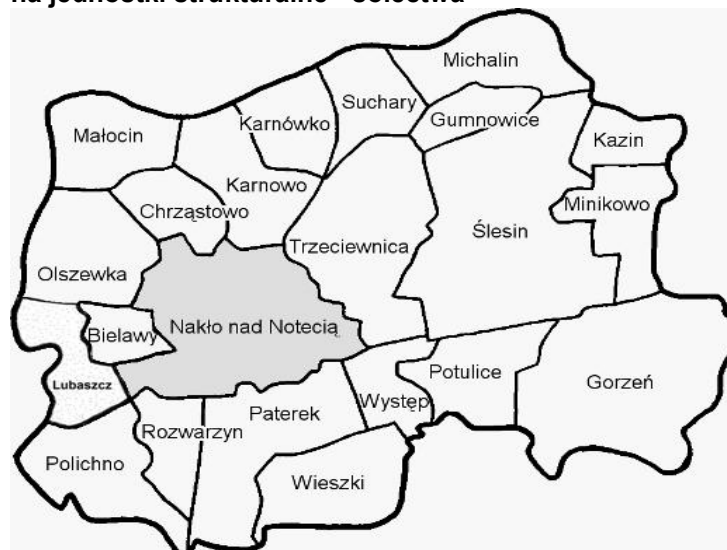 na jednostki strukturalne - sołectwa
Michalin
Suchary
Gumnowice
Małocin
Karnówko
Kazin
Karnowo
Chrząstowo
Minikowo
Ślesin
Trzeciewnica
Olszewka
Bielawy
Nakło nad Notecią
Lubaszcz
Potulice
Gorzeń
Występ
Paterek
Rozwarzyn
Polichno
Wieszki